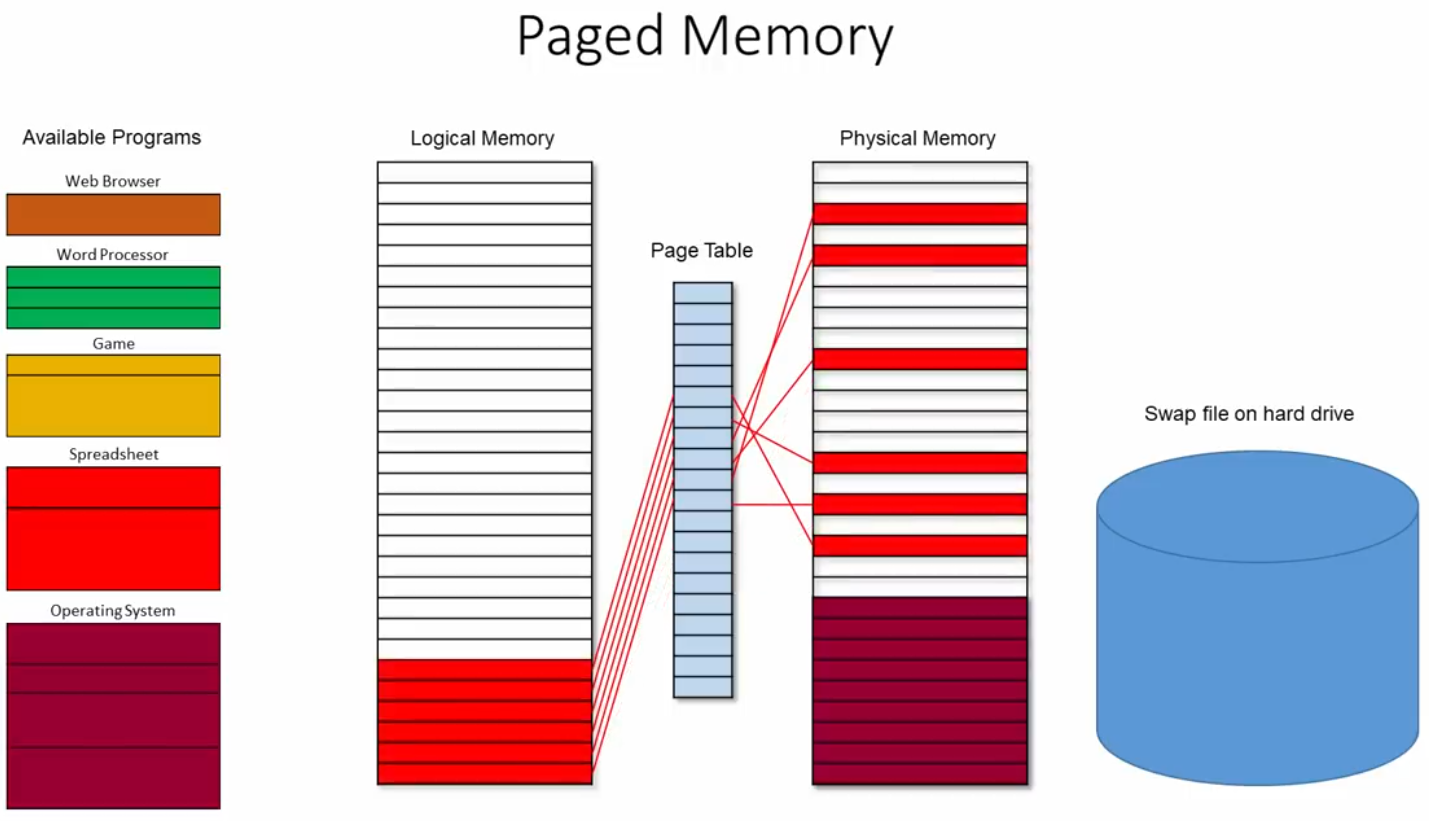 Paged Memory
Available Programs
Logical Memory
Physical Memory
Web Browser
Word Processor
Page Table
Game
Swap file on hard drive
Spreadsheet
Operating System